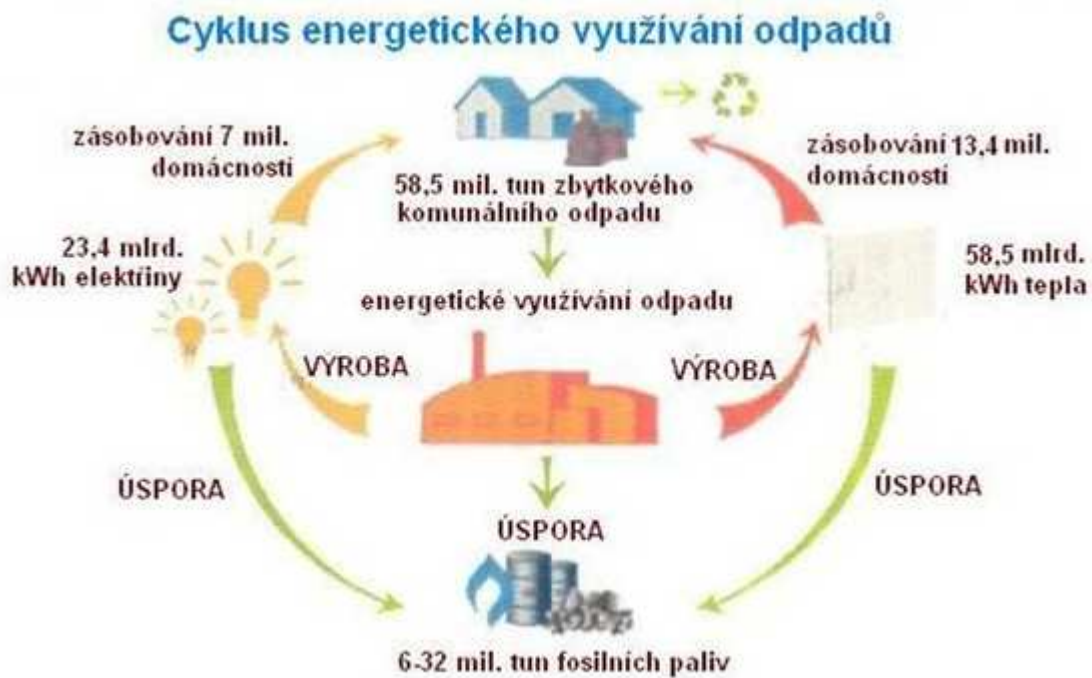 Cyklus energetického využívání odpadů
zásobování 7 mil.
domácností
zásobování 13,4 mil.
domácností
58,5 mil. tun zbytkového
komunálního odpadu
23,4 mlrd.
kWh elektřiny
58,5 mlrd.
kWh tepla
energetické využívání odpadu
VÝROBA
VÝROBA
ÚSPORA
ÚSPORA
ÚSPORA
6-32 mil. tun fosilních paliv